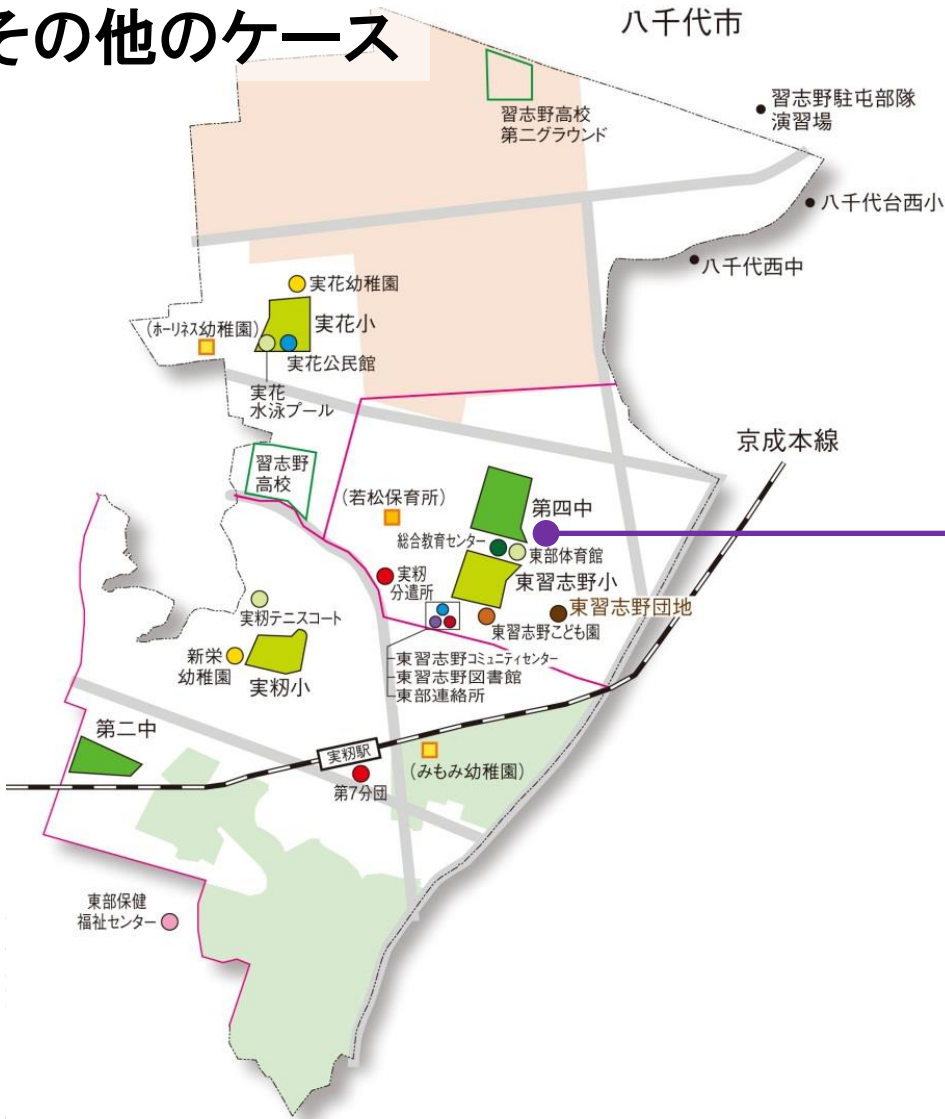 その他のケース
八千代市
習志野高校
第二グラウンド
習志野駐屯部隊
演習場
八千代台西小
八千代西中
実花幼稚園
(ホーリネス幼稚園)
実花小
実花公民館
実花
水泳プール
京成本線
習志野
高校
(若松保育所)
第四中
総合教育センター
東部体育館
実籾
分遣所
東習志野小
東習志野団地
東習志野こども園
実籾テニスコート
東習志野コミュニティセンター
東習志野図書館
東部連絡所
新栄
幼稚園
実籾小
第二中
実籾駅
(みもみ幼稚園)
第7分団
東部保健
福祉センター